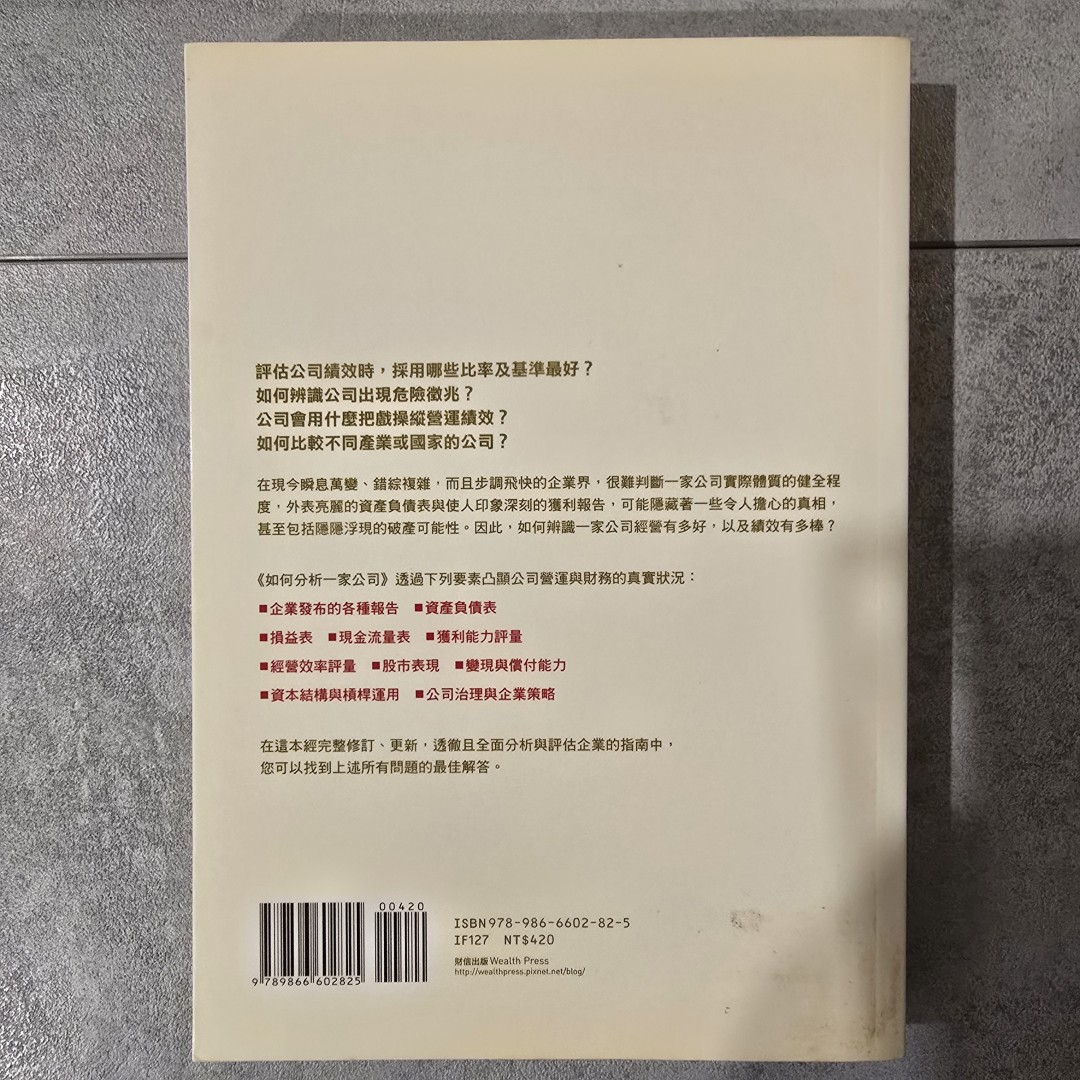 評估公司績效時，採用哪些比率及基準最好？
如何辨識公司出現危險徵兆？
公司會用什麼把戲操縱營運績效？
如何比較不同產業或國家的公司？
在現今瞬息萬變、錯綜複雜，而且步調飛快的企業界，很難判斷一家公司實際體質的健全程
度，外表亮麗的資產負債表與使人印象深刻的獲利報告，可能隱藏著一些令人擔心的真相，
甚至包括隱隱浮現的破產可能性。因此，如何辨識一家公司經營有多好，以及績效有多棒？
《如何分析一家公司》透過下列要素凸顯公司營運與財務的真實狀況：
■企業發布的各種報告 ■資產負債表
■損益表 ■現金流量表 ■獲利能力評量
■經營效率評量 ■股市表現 ■變現與償付能力
■資本結構與槓桿運用 ■公司治理與企業策略
在這本經完整修訂、更新，透徹且全面分析與評估企業的指南中，
您可以找到上述所有問題的最佳解答。
00420
9 789866 602825
ISBN 978-986-6602-82-5
IF127 NT$420
財信出版 Wealth Press
http://wealthpress.pixnet.net/blog/